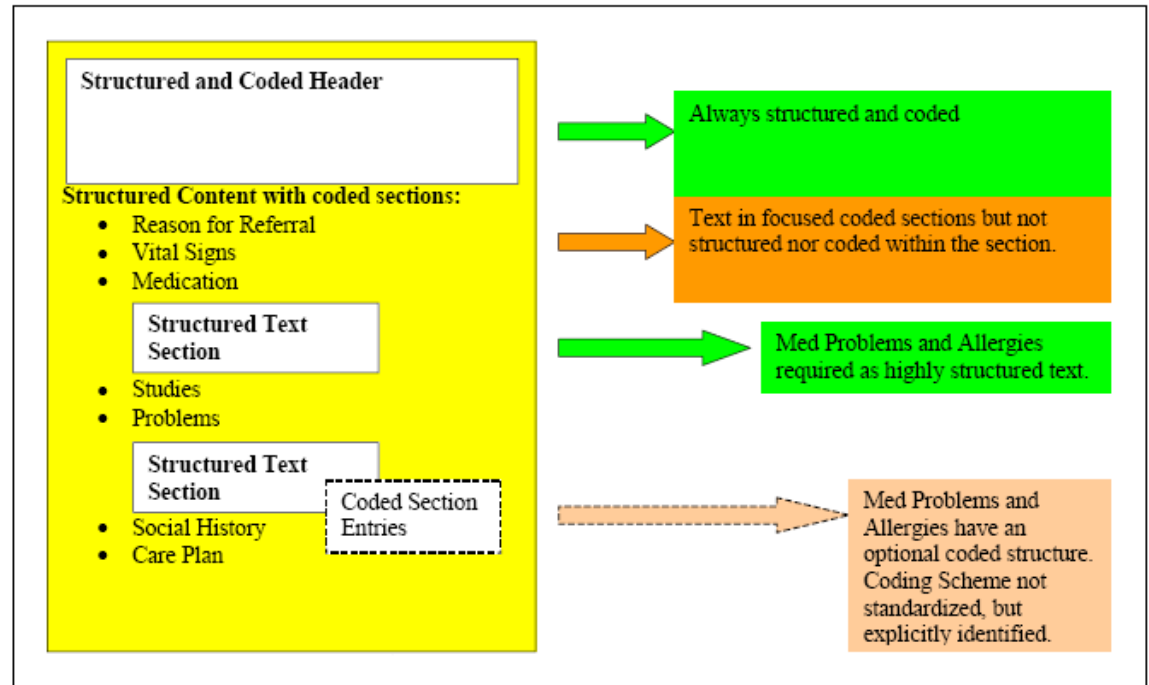 Structured and Coded Header
Structured Content with coded sections:
• Reason for Referral
• Vital Signs
• Medication
Structured Text
Section
• Studies
• Problems
Structured Text
Section
Coded Section
Entries
• Social History
• Care Plan
Always structured and coded
Text in focused coded sections but not
structured nor coded within the section.
Med Problems and Allergies
required as highly structured text.
Med Problems and
Allergies have an
optional coded structure.
Coding Scheme not
standardized, but
explicitly identified.